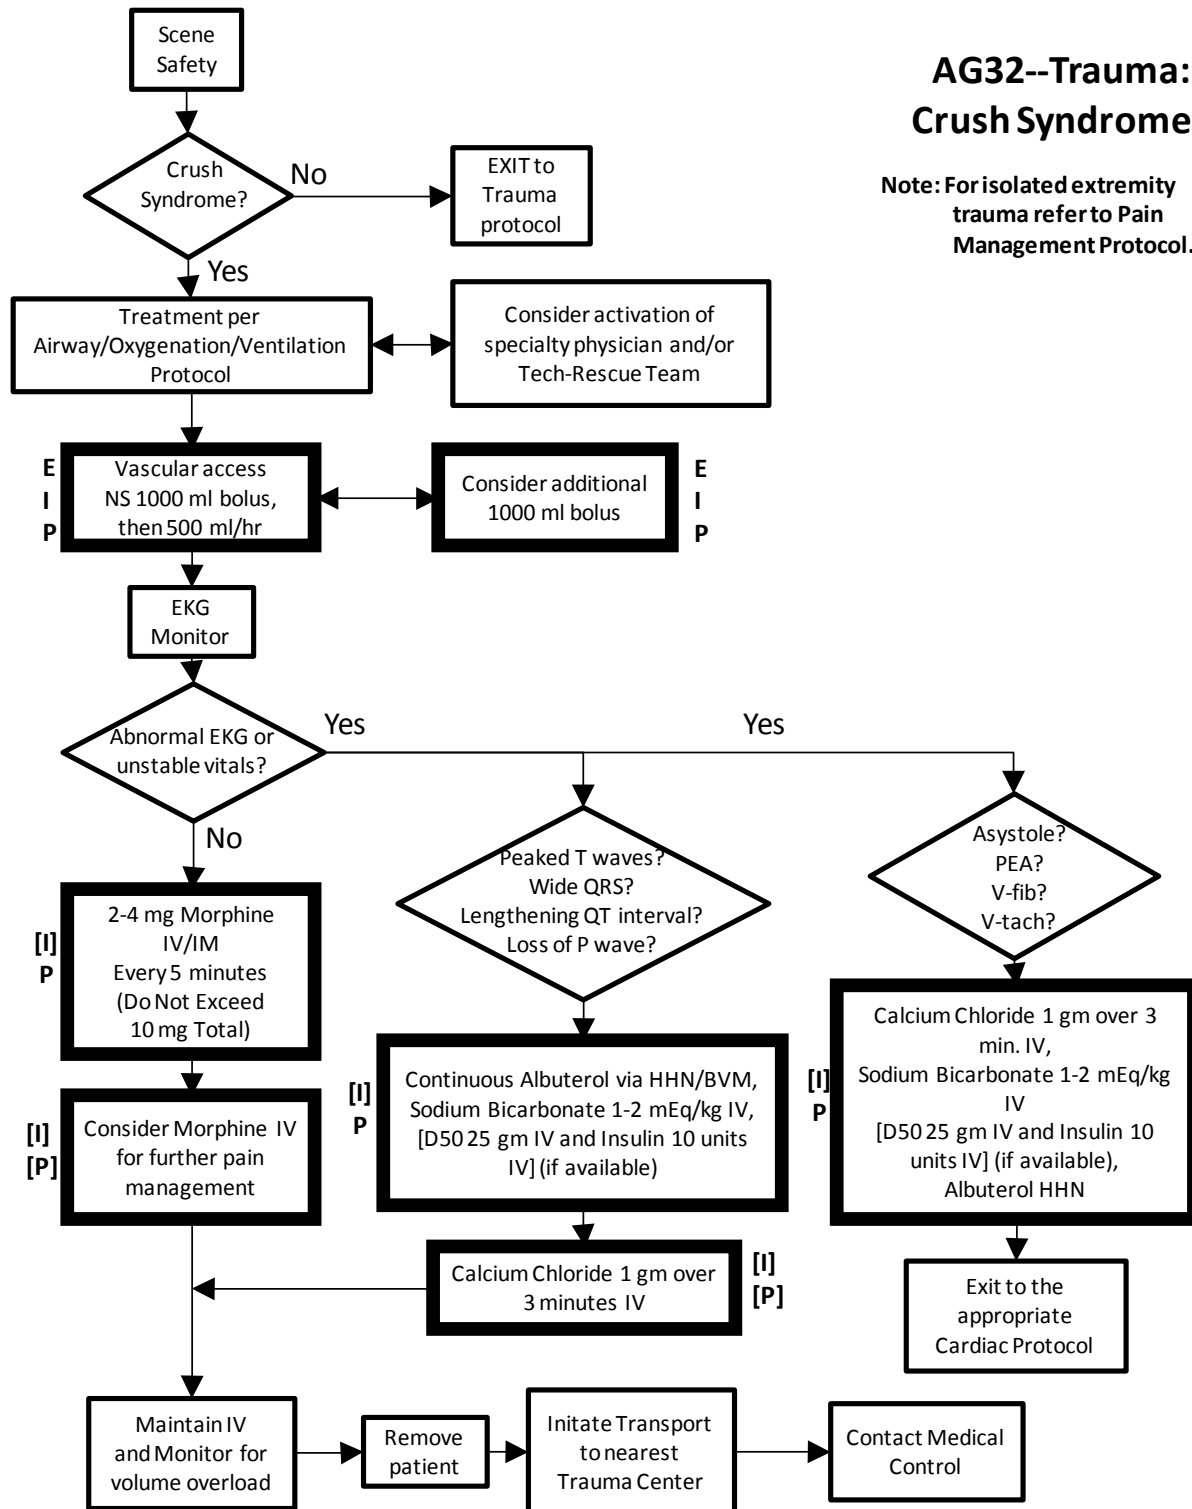 Scene
Safety
AG32--Trauma:
Crush Syndrome
Note: For isolated extremity
trauma refer to Pain
Management Protocol.
Crush
Syndrome?
No
EXIT to
Trauma
protocol
Yes
Treatment per
Airway/Oxygenation/Ventilation
Protocol
Consider activation of
specialty physician and/or
Tech-Rescue Team
E
I
P
Vascular access
NS 1000 ml bolus,
then 500 ml/hr
Consider additional
1000 ml bolus
E
I
P
EKG
Monitor
Abnormal EKG or
unstable vitals?
Yes
Yes
No
Peaked T waves?
Wide QRS?
Lengthening QT interval?
Loss of P wave?
Asystole?
PEA?
V-fib?
V-tach?
[I]
P
2-4 mg Morphine
IV/IM
Every 5 minutes
(Do Not Exceed
10 mg Total)
[I]
[P]
Consider Morphine IV
for further pain
management
[I]
P
Continuous Albuterol via HHN/BVM,
Sodium Bicarbonate 1-2 mEq/kg IV,
[D50 25 gm IV and Insulin 10 units
IV] (if available)
[I]
P
Calcium Chloride 1 gm over 3
min. IV,
Sodium Bicarbonate 1-2 mEq/kg
IV
[D50 25 gm IV and Insulin 10
units IV] (if available),
Albuterol HHN
Calcium Chloride 1 gm over
3 minutes IV
[I]
[P]
Exit to the
appropriate
Cardiac Protocol
Maintain IV
and Monitor for
volume overload
Remove
patient
Initate Transport
to nearest
Trauma Center
Contact Medical
Control